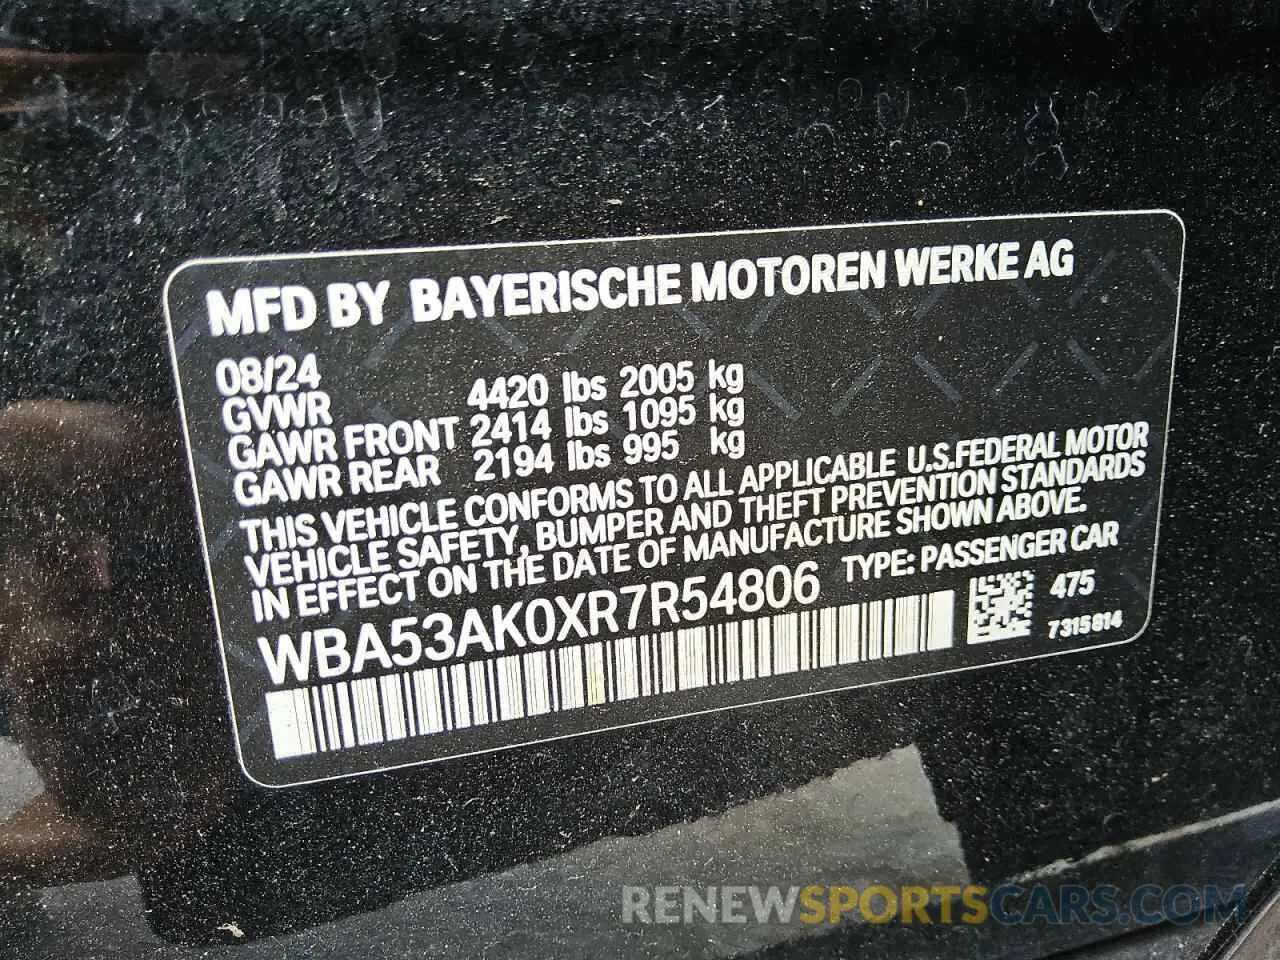 MFD BY BAYERISCHE MOTOREN WERKE AG
08/24
GVWR 4420 lbs 2005 kg
GAWR FRONT 2414 lbs 1095 kg
GAWR REAR 2194 lbs 995 kg
THIS VEHICLE CONFORMS TO ALL APPLICABLE U.S.FEDERAL MOTOR
VEHICLE SAFETY, BUMPER AND THEFT PREVENTION STANDARDS
IN EFFECT ON THE DATE OF MANUFACTURE SHOWN ABOVE.
WBA53AK0XR7R54806 TYPE: PASSENGER CAR
475
7315814
RENEWSPORTSCARS.COM